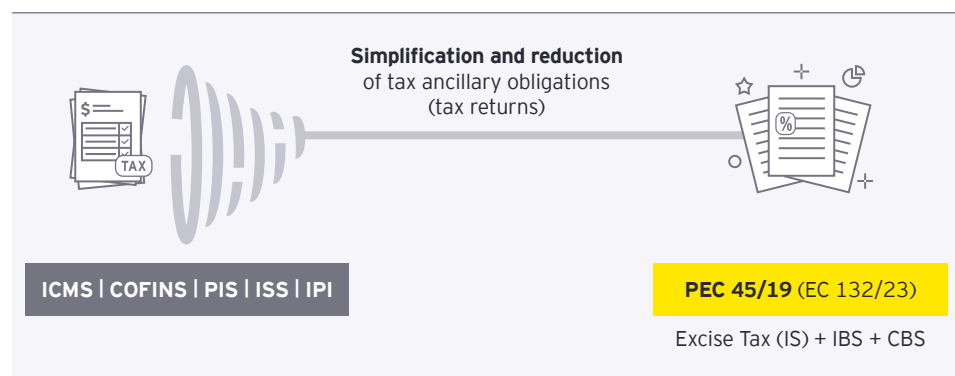 Simplification and reduction
of tax ancillary obligations
(tax returns)
$
TAX
%
ICMS | COFINS | PIS | ISS | IPI
PEC 45/19 (EC 132/23)
Excise Tax (IS) + IBS + CBS